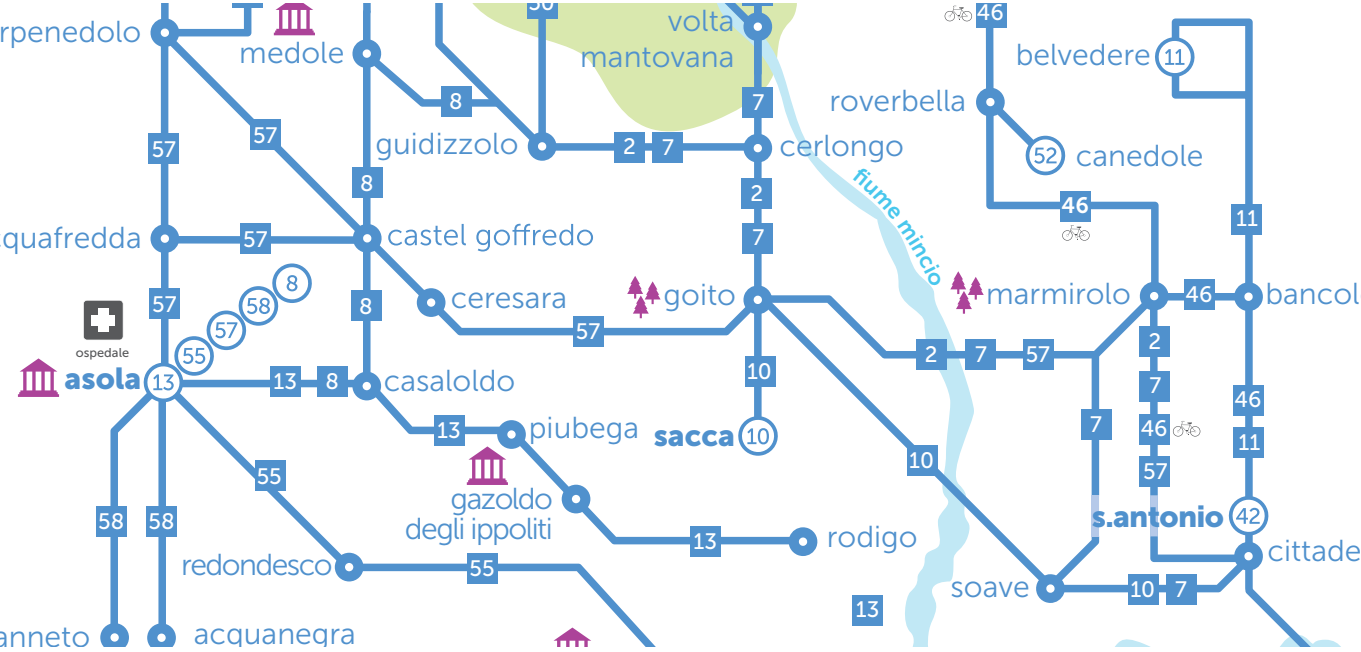 50
46
volta
mantovana
rpenedolo
medole
belvedere
11
8
7
roverbella
57
57
guidizzolo
2
7
cerlongo
52
canedole
8
2
fiume mincio
46
11
cquafredda
57
castel goffredo
7
8
57
58
8
ceresara
goito
marmirolo
46
bancol
57
57
55
ospedale
2
7
57
2
asola
13
13
8
casaloldo
10
7
46
13
piubega
sacca
10
7
46
11
10
57
55
gazoldo
degli ippoliti
58
58
s.antonio
42
13
rodigo
cittade
redondesco
55
soave
10
7
13
anneto
acquanegra